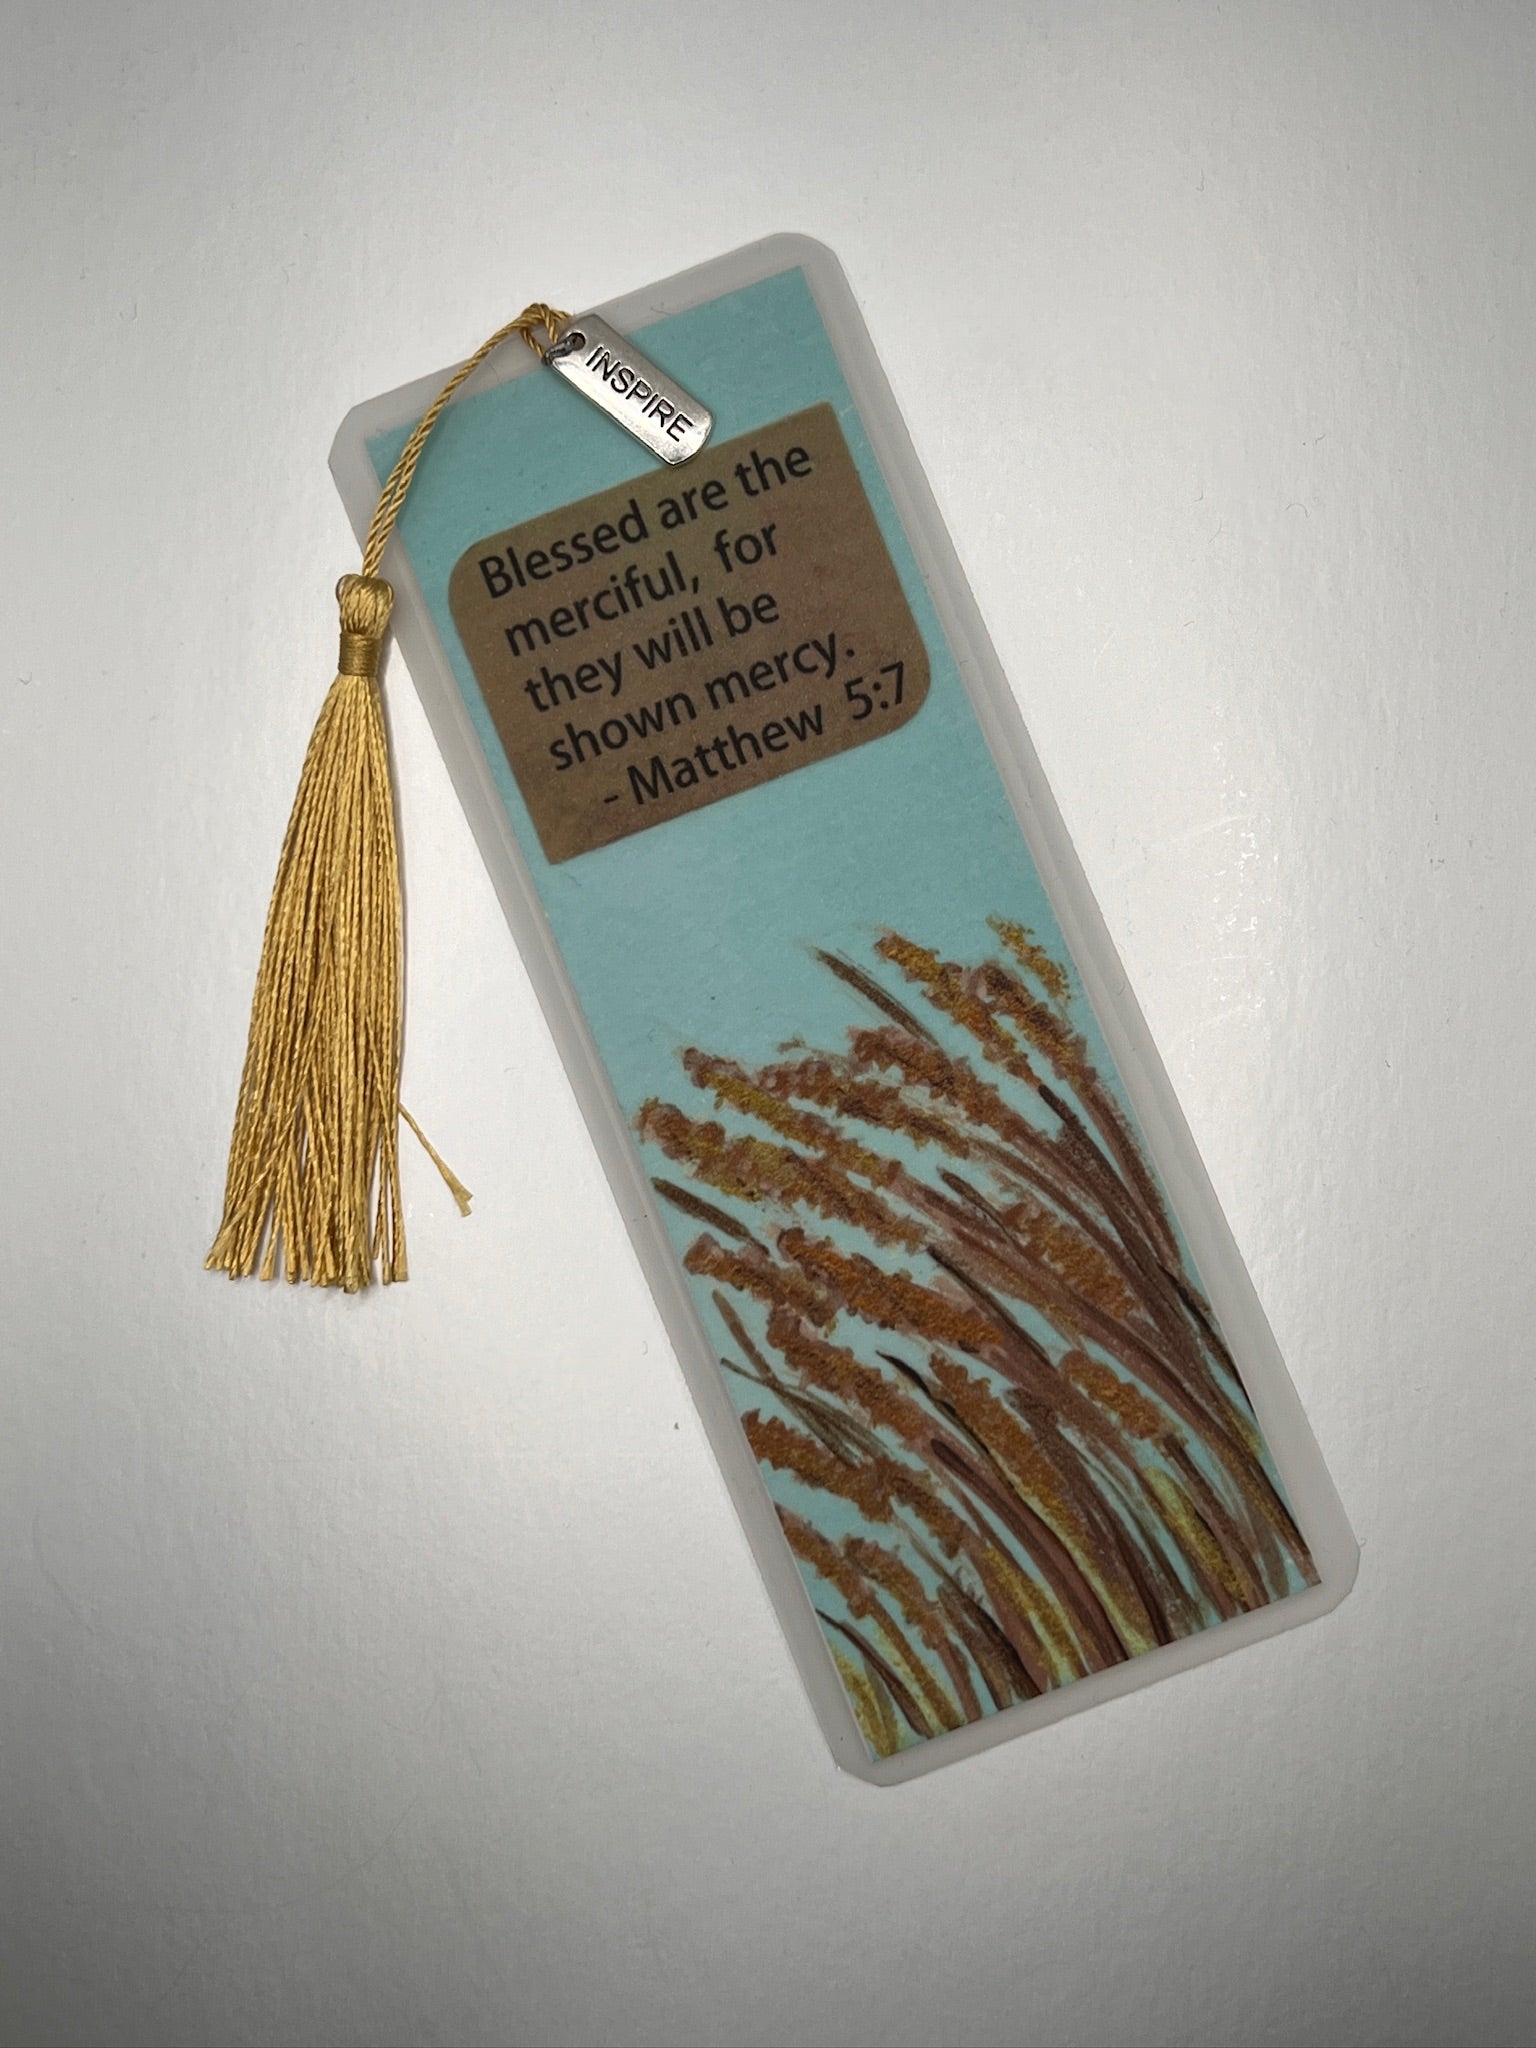 INSPIRE
Blessed are the
merciful, for
they will be
shown mercy.
- Matthew 5:7